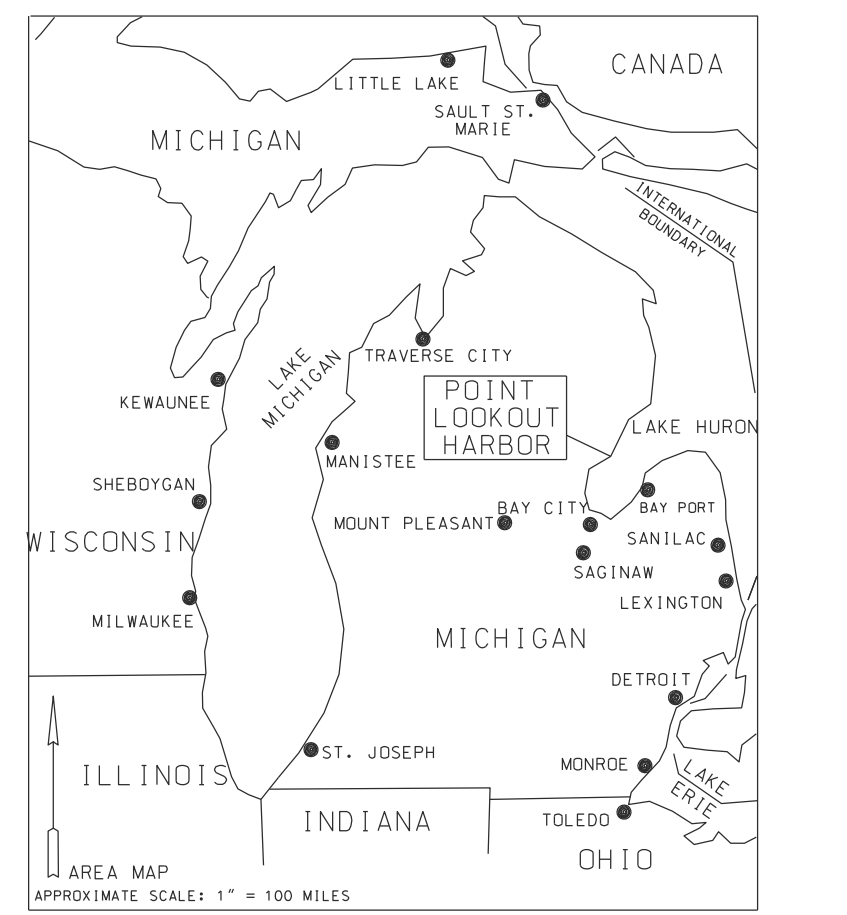 CANADA
LITTLE LAKE
SAULT ST.
MARIE
MICHIGAN
INTERNATIONAL
BOUNDARY
TRAVERSE CITY
LAKE
MICHIGAN
POINT
LOOKOUT
HARBOR
KEWAUNEE
LAKE HURON
MANISTEE
SHEBOYGAN
BAY CITY
BAY PORT
MOUNT PLEASANT
WISCONSIN
SANILAC
SAGINAW
LEXINGTON
MILWAUKEE
MICHIGAN
DETROIT
ST. JOSEPH
MONROE
ILLINOIS
LAKE
ERIE
INDIANA
TOLEDO
OHIO
AREA MAP
APPROXIMATE SCALE: 1" = 100 MILES